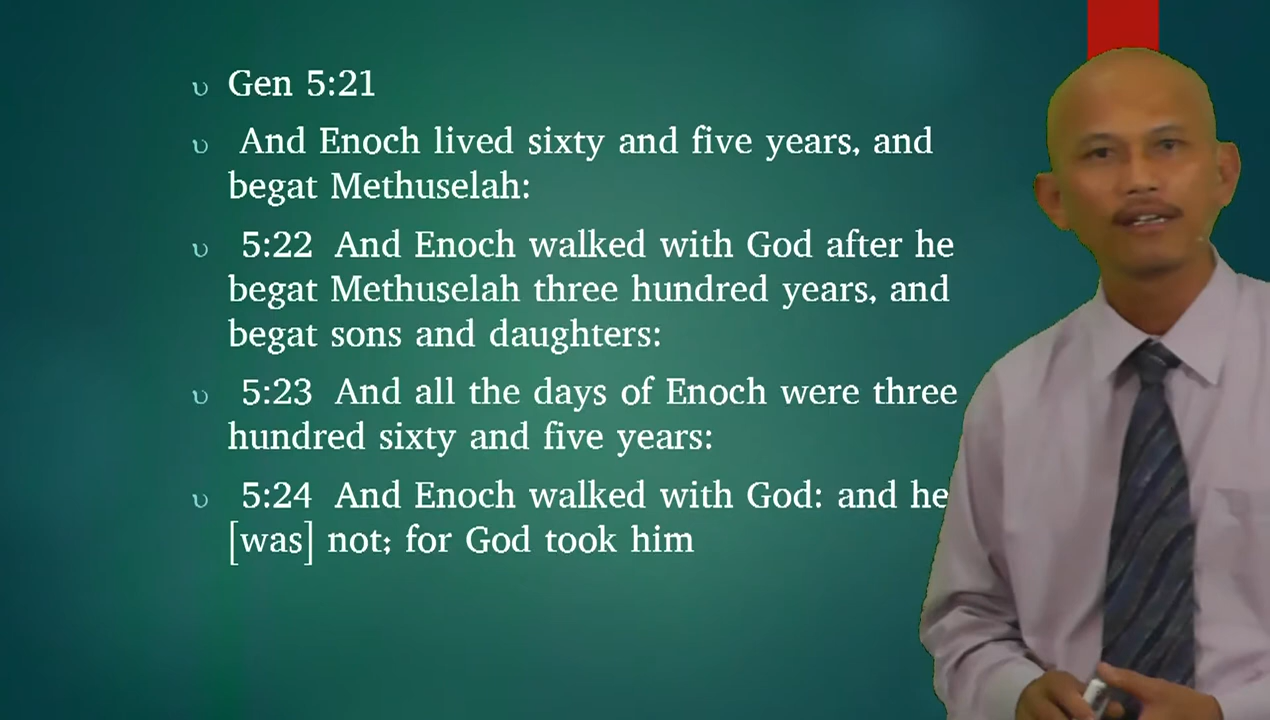 υ Gen 5:21
υ And Enoch lived sixty and five years, and
begat Methuselah:
υ 5:22 And Enoch walked with God after he
begat Methuselah three hundred years, and
begat sons and daughters:
υ 5:23 And all the days of Enoch were three
hundred sixty and five years:
υ 5:24 And Enoch walked with God: and he
[was] not; for God took him